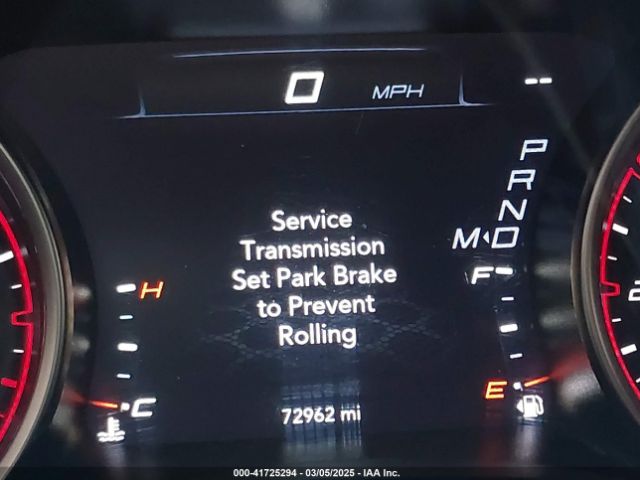 0 MPH
--
P
R
N
M◂D
Service
Transmission
Set Park Brake
to Prevent
Rolling
H
C
F
E
2
72962 mi
000-41725294 - 03/05/2025 - IAA Inc.